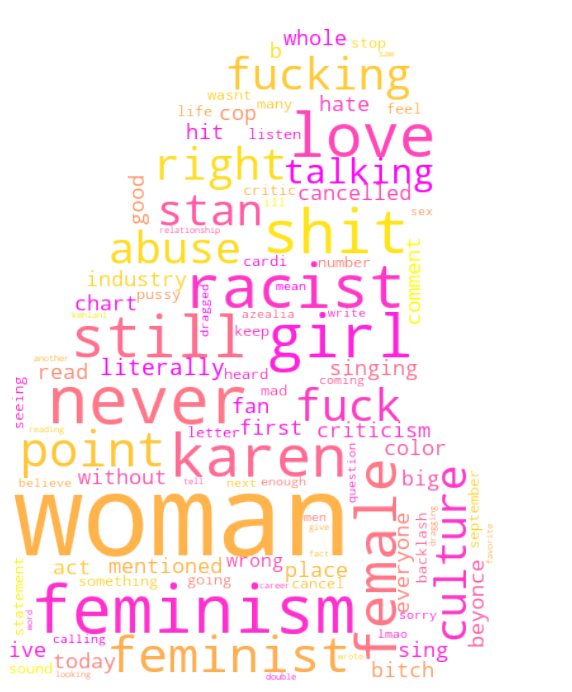 whole
stop
b
saw
fucking
wasnt
many
hate
life
cop
feel
hit
listen
love
right
talking
critic
cancelled
good
stan
ill
sex
relationship
shit
abuse
cardi
number
comment
industry
racist
mean
chart
pussy
dragged
azealia
write
kehlani
still
keep
girl
another
read
literally
heard
singing
coming
seeing
never
mad
fan
fuck
reading
letter
first
criticism
point
karen
color
believe
without
tell
next
enough
question
big
woman
men
give
female
everyone
backlash
dragging
culture
september
favorite
beyonce
fact
act
mentioned
wrong
place
something
going
cancel
statement
word
feminism
career
sorry
calling
wrote
lmao
ive
sound
today
looking
feminist
double
sing
bitch